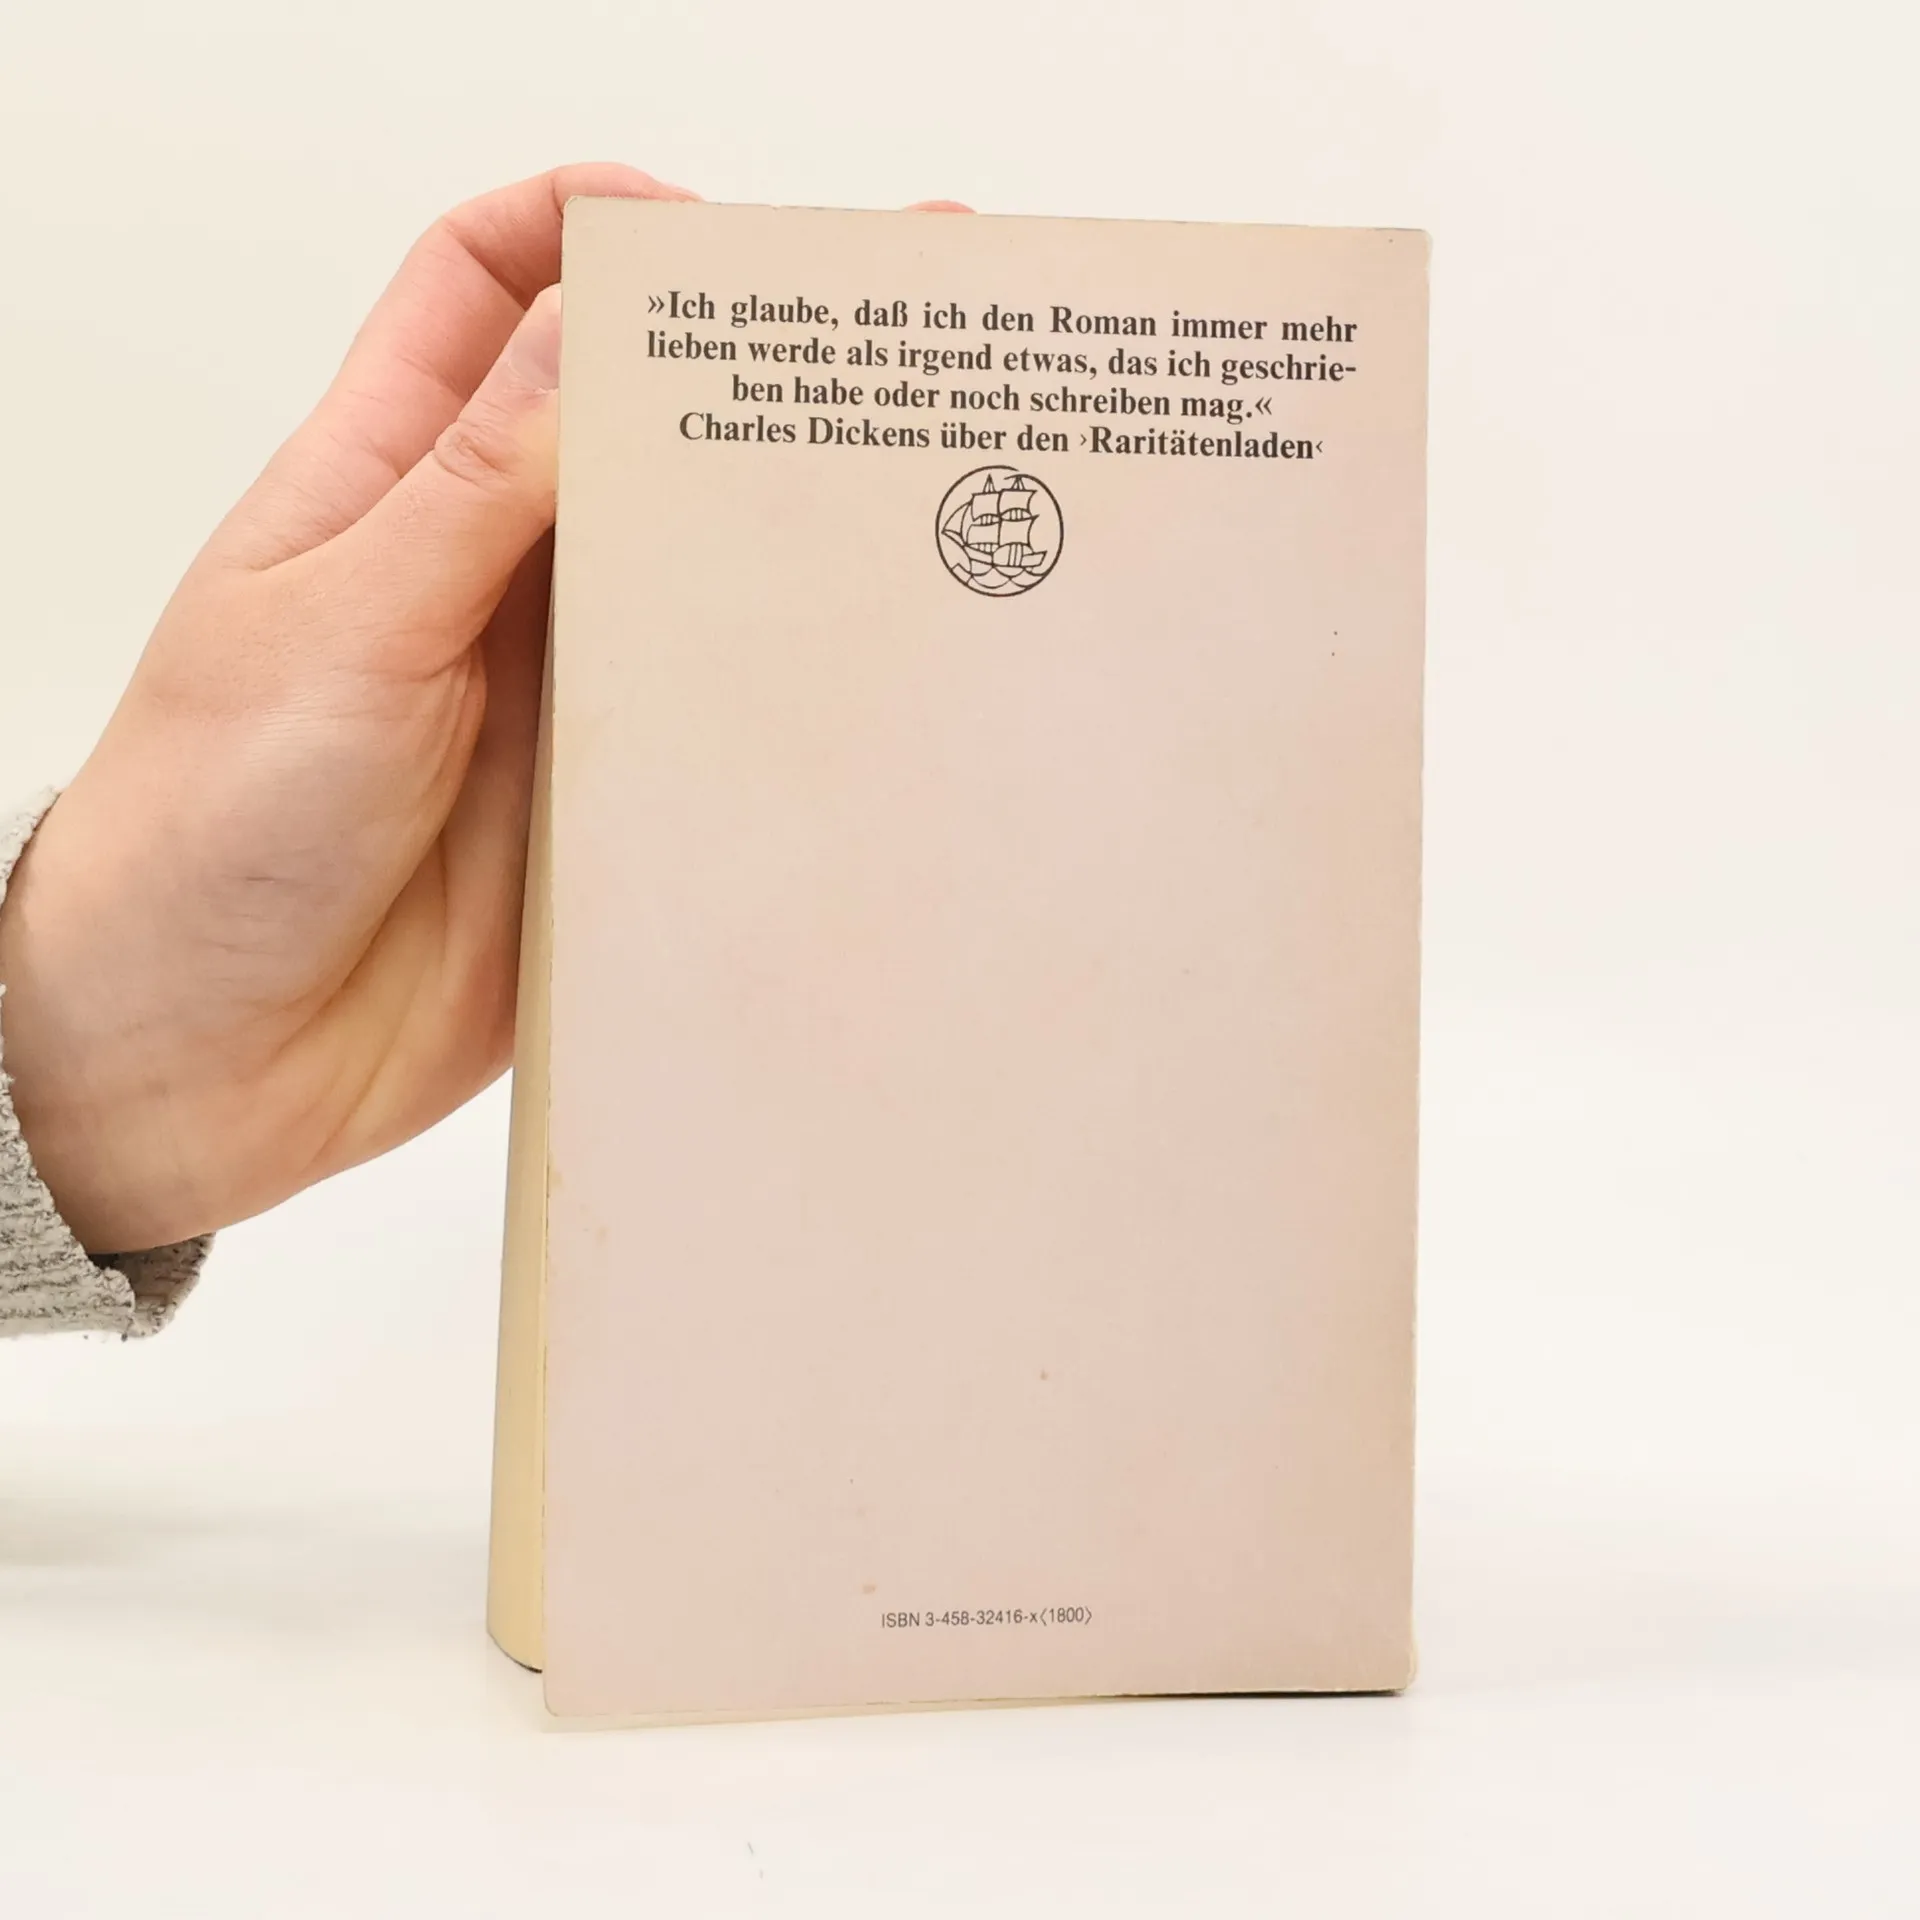 »Ich glaube, daß ich den Roman immer mehr
lieben werde als irgend etwas, das ich geschrie-
ben habe oder noch schreiben mag.«
Charles Dickens über den ›Raritätenladen‹
ISBN 3-458-32416-x⟨1800⟩